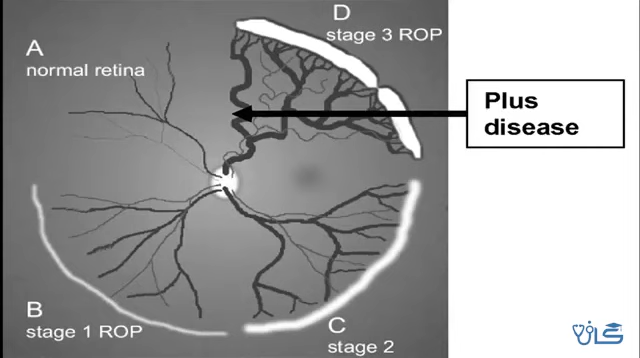 A
normal retina
D
stage 3 ROP
Plus
disease
B
stage 1 ROP
C
stage 2